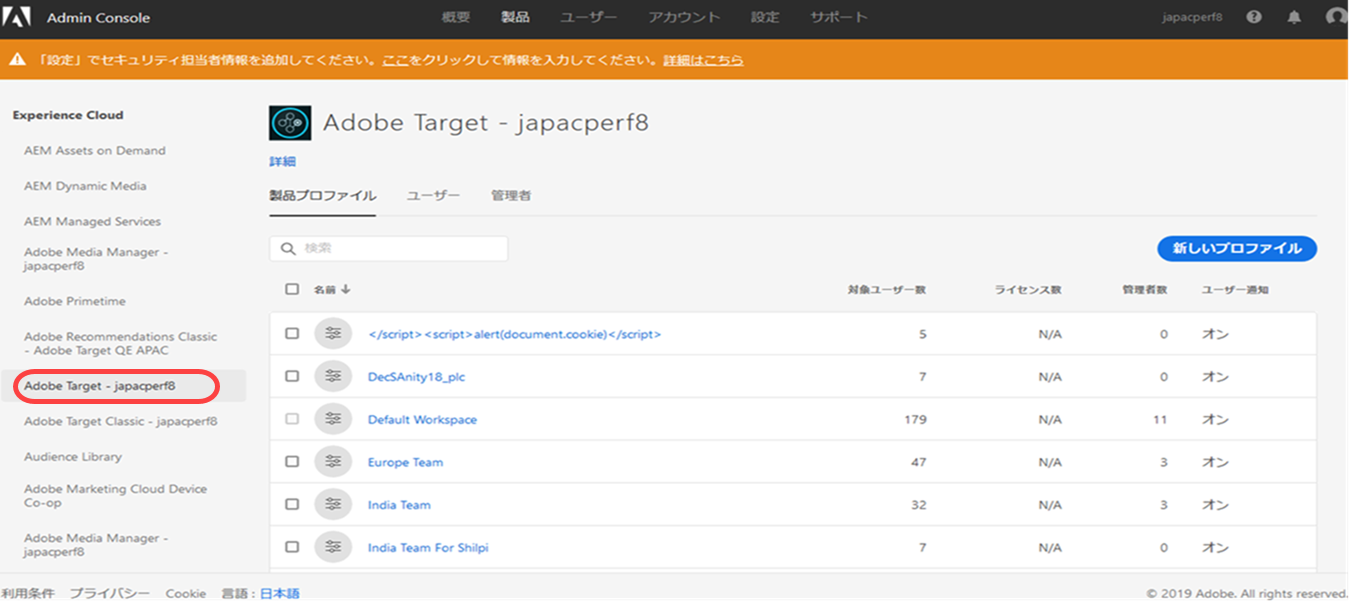 Admin Console 概要 製品 ユーザー アカウント 設定 サポート japacperf8
「設定」でセキュリティ担当者情報を追加してください。ここをクリックして情報を入力してください。詳細はこちら
Experience Cloud
AEM Assets on Demand
AEM Dynamic Media
AEM Managed Services
Adobe Media Manager -
japacperf8
Adobe Primetime
Adobe Recommendations Classic
- Adobe Target QE APAC
Adobe Target - japacperf8
Adobe Target Classic - japacperf8
Audience Library
Adobe Marketing Cloud Device
Co-op
Adobe Media Manager -
japacperf8
Adobe Target - japacperf8
詳細
製品プロファイル ユーザー 管理者
検索
新しいプロファイル
名前 対象ユーザー数 ライセンス数 管理者数 ユーザー通知
</script><script>alert(document.cookie)</script> 5 N/A 0 オン
DecSAnity18_plc 7 N/A 0 オン
Default Workspace 179 N/A 11 オン
Europe Team 47 N/A 3 オン
India Team 32 N/A 3 オン
India Team For Shilpi 7 N/A 0 オン
利用条件 プライバシー Cookie 言語 : 日本語 © 2019 Adobe. All rights reserved.